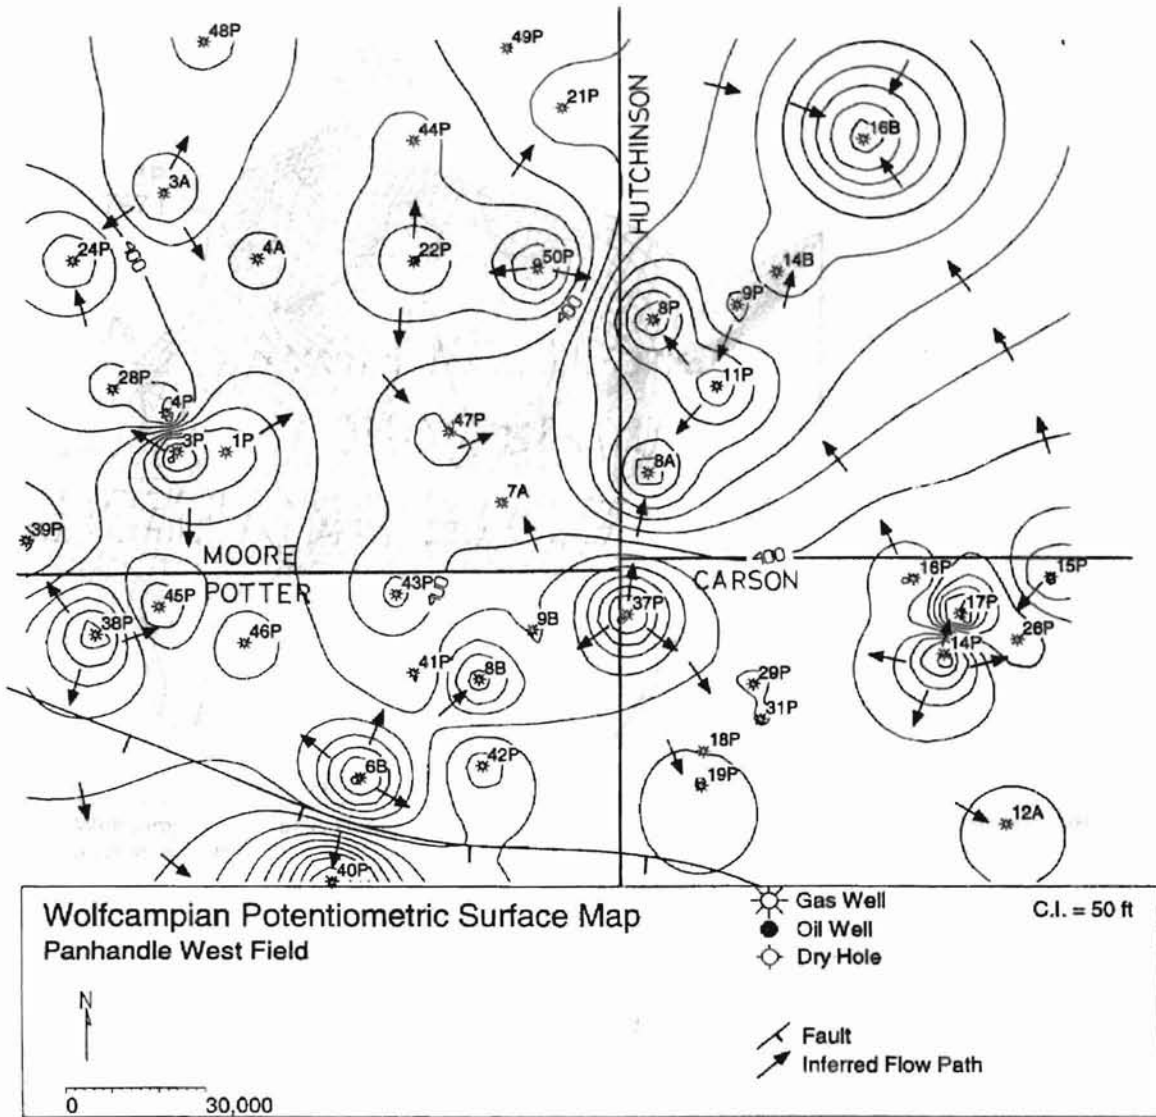 48P
49P
21P
44P
HUTCHINSON
16B
3A
400
24P
4A
22P
50P
14B
400
8P
9P
28P
11P
4P
47P
3P
1P
8A
7A
39P
MOORE
400
POTTER
CARSON
43P
16P
15P
45P
37P
17P
38P
9B
46P
26P
14P
41P
8B
29P
31P
18P
6B
42P
19P
12A
40P
Wolfcampian Potentiometric Surface Map
Panhandle West Field
Gas Well
Oil Well
Dry Hole
C.I. = 50 ft
N
Fault
Inferred Flow Path
0 30,000